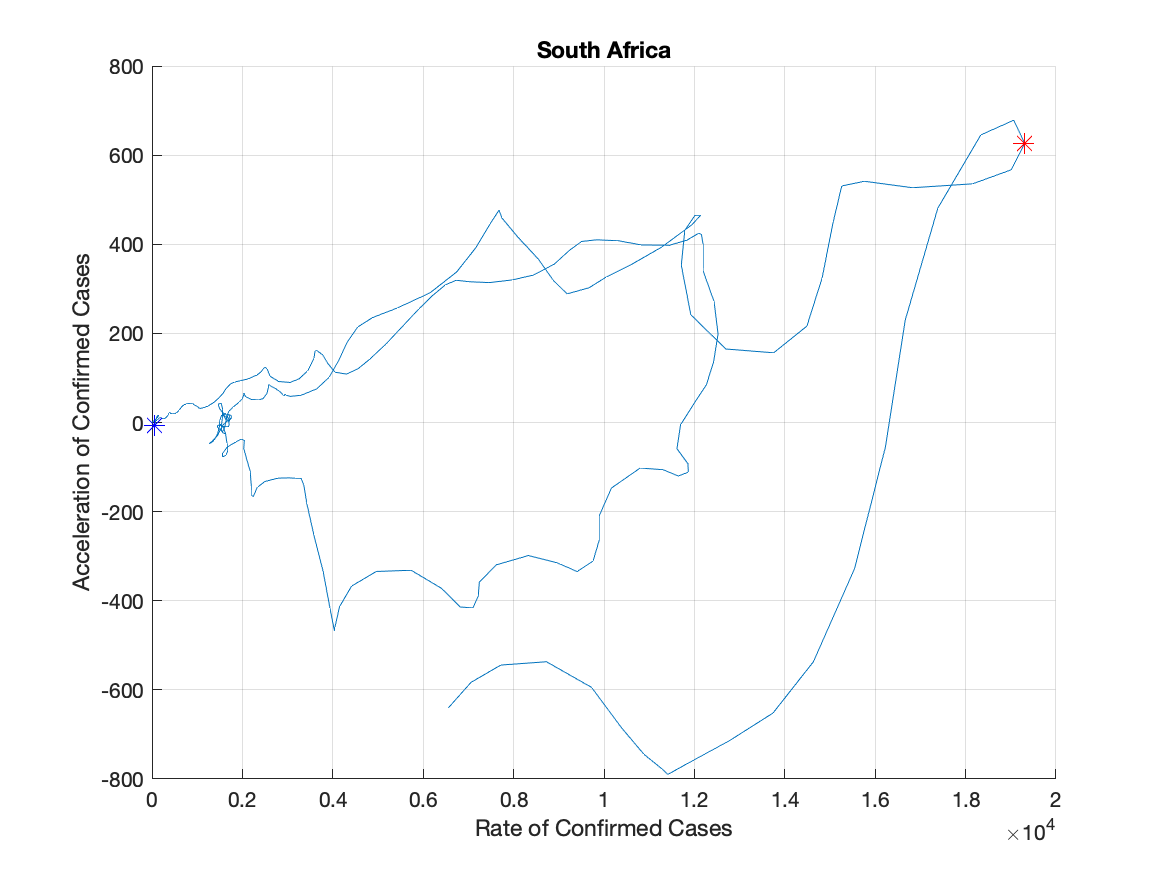 South Africa
800
600
400
200
0
-200
-400
-600
-800
Acceleration of Confirmed Cases
0 0.2 0.4 0.6 0.8 1 1.2 1.4 1.6 1.8 2
Rate of Confirmed Cases
×10⁴